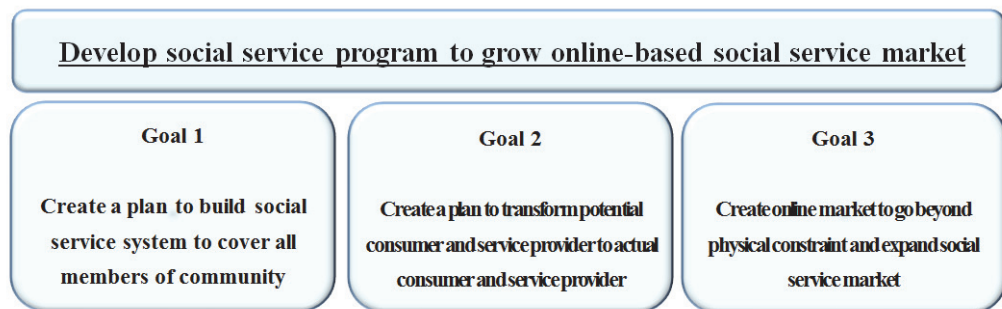 Develop social service program to grow online-based social service market
Goal 1
Create a plan to build social
service system to cover all
members of community
Goal 2
Create a plan to transform potential
consumer and service provider to actual
consumer and service provider
Goal 3
Create online market to go beyond
physical constraint and expand social
service market